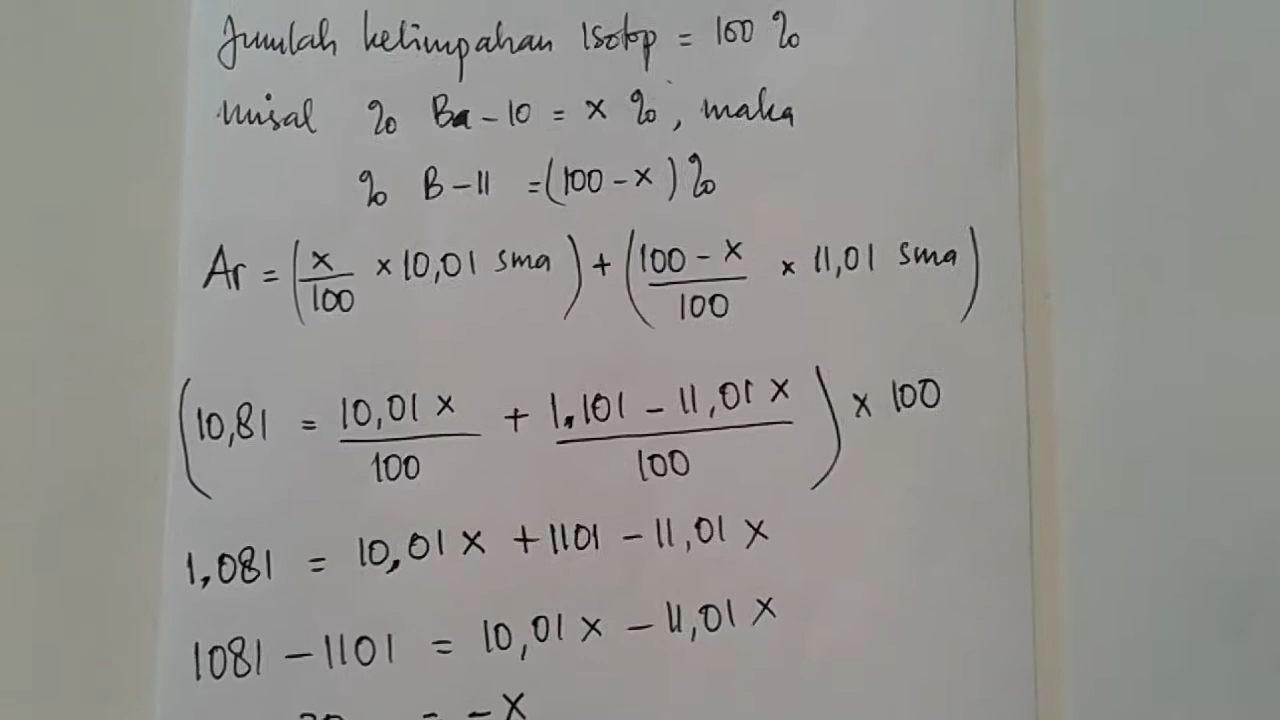 Jumlah kelimpahan Isotop = 100 %
misal % Ba-10 = x %, maka
% B-11 = (100 - x) %
Ar = (x/100 × 10,01 sma) + (100 - x/100 × 11,01 sma)
(10,81 = 10,01 x/100 + 1.101 - 11,01 x/100) × 100
1,081 = 10,01 x + 1101 - 11,01 x
1081 - 1101 = 10,01 x - 11,01 x
= - x